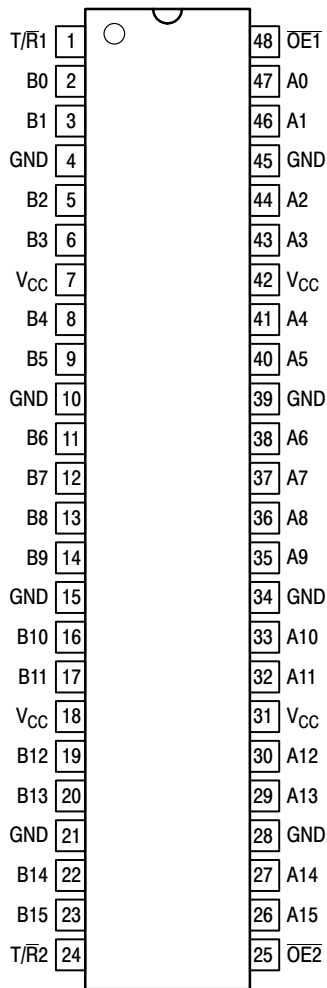 T/R̅1 1 48 O̅E̅1̅
B0 2 47 A0
B1 3 46 A1
GND 4 45 GND
B2 5 44 A2
B3 6 43 A3
VCC 7 42 VCC
B4 8 41 A4
B5 9 40 A5
GND 10 39 GND
B6 11 38 A6
B7 12 37 A7
B8 13 36 A8
B9 14 35 A9
GND 15 34 GND
B10 16 33 A10
B11 17 32 A11
VCC 18 31 VCC
B12 19 30 A12
B13 20 29 A13
GND 21 28 GND
B14 22 27 A14
B15 23 26 A15
T/R̅2 24 25 O̅E̅2̅